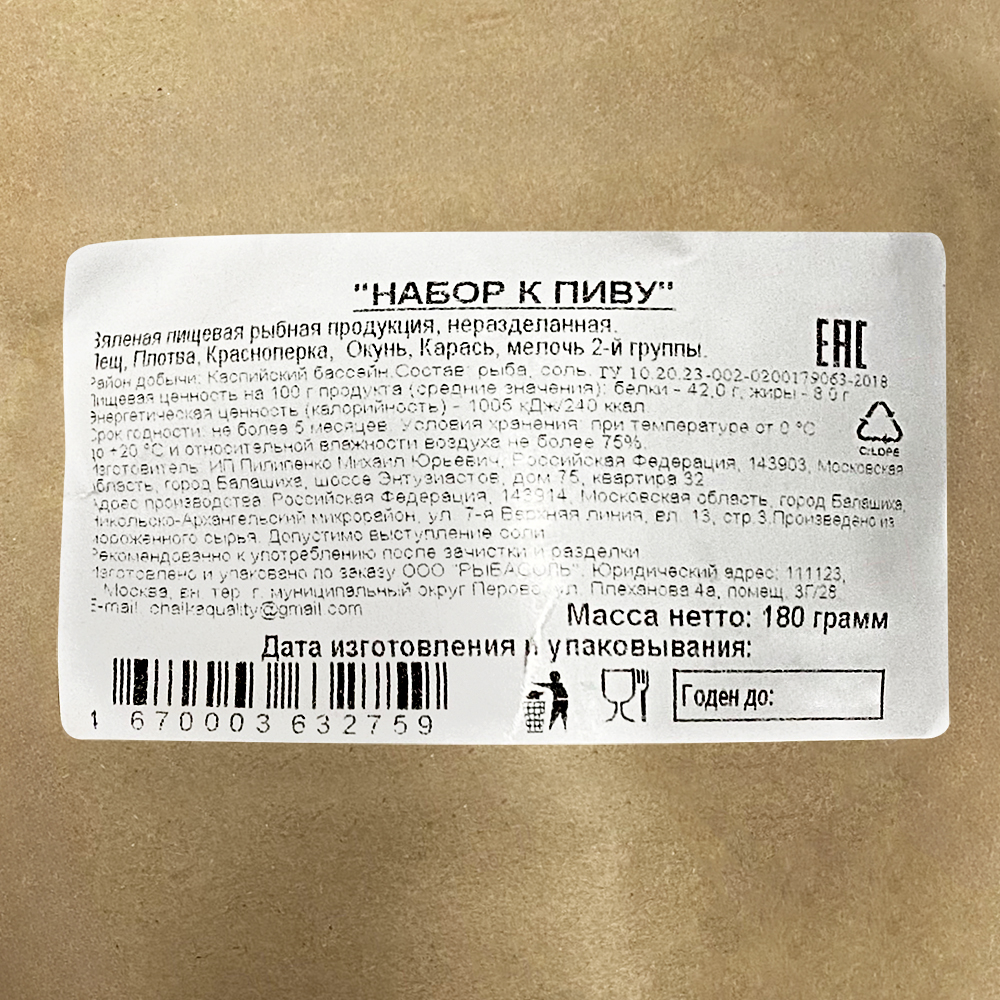 "НАБОР К ПИВУ"
Вяленая пищевая рыбная продукция, неразделанная.
Лещ, Плотва, Красноперка, Окунь, Карась, мелочь 2-й группы.
EAC
Район добычи: Каспийский бассейн.Состав: рыба, соль. ТУ 10.20.23-002-0200179063-2018
Пищевая ценность на 100 г продукта (средние значения): белки - 42,0 г; жиры - 8,0 г
Энергетическая ценность (калорийность) - 1005 кДж/240 ккал
Срок годности: не более 5 месяцев. Условия хранения: при температуре от 0 °С
до +20 °С и относительной влажности воздуха не более 75%.
C/LDPE
Изготовитель: ИП Пилипенко Михаил Юрьевич, Российская Федерация, 143903, Московская
область, город Балашиха, шоссе Энтузиастов, дом 75, квартира 32
Адрес производства: Российская Федерация, 143914, Московская область, город Балашиха,
Никольско-Архангельский микрорайон, ул. 7-я Верхняя линия, вл. 13, стр.3.Произведено из
мороженного сырья. Допустимо выступление соли
Рекомендованно к употреблению после зачистки и разделки
Изготовлено и упаковано по заказу ООО "РЫБАСОЛЬ". Юридический адрес: 111123,
г. Москва, вн. тер. г. муниципальный округ Перово, ул. Плеханова 4а, помещ. 3Г/28.
E-mail: chaikaquality@gmail.com
Масса нетто: 180 грамм
Дата изготовления и упаковывания:
Годен до:
1 670003 632759